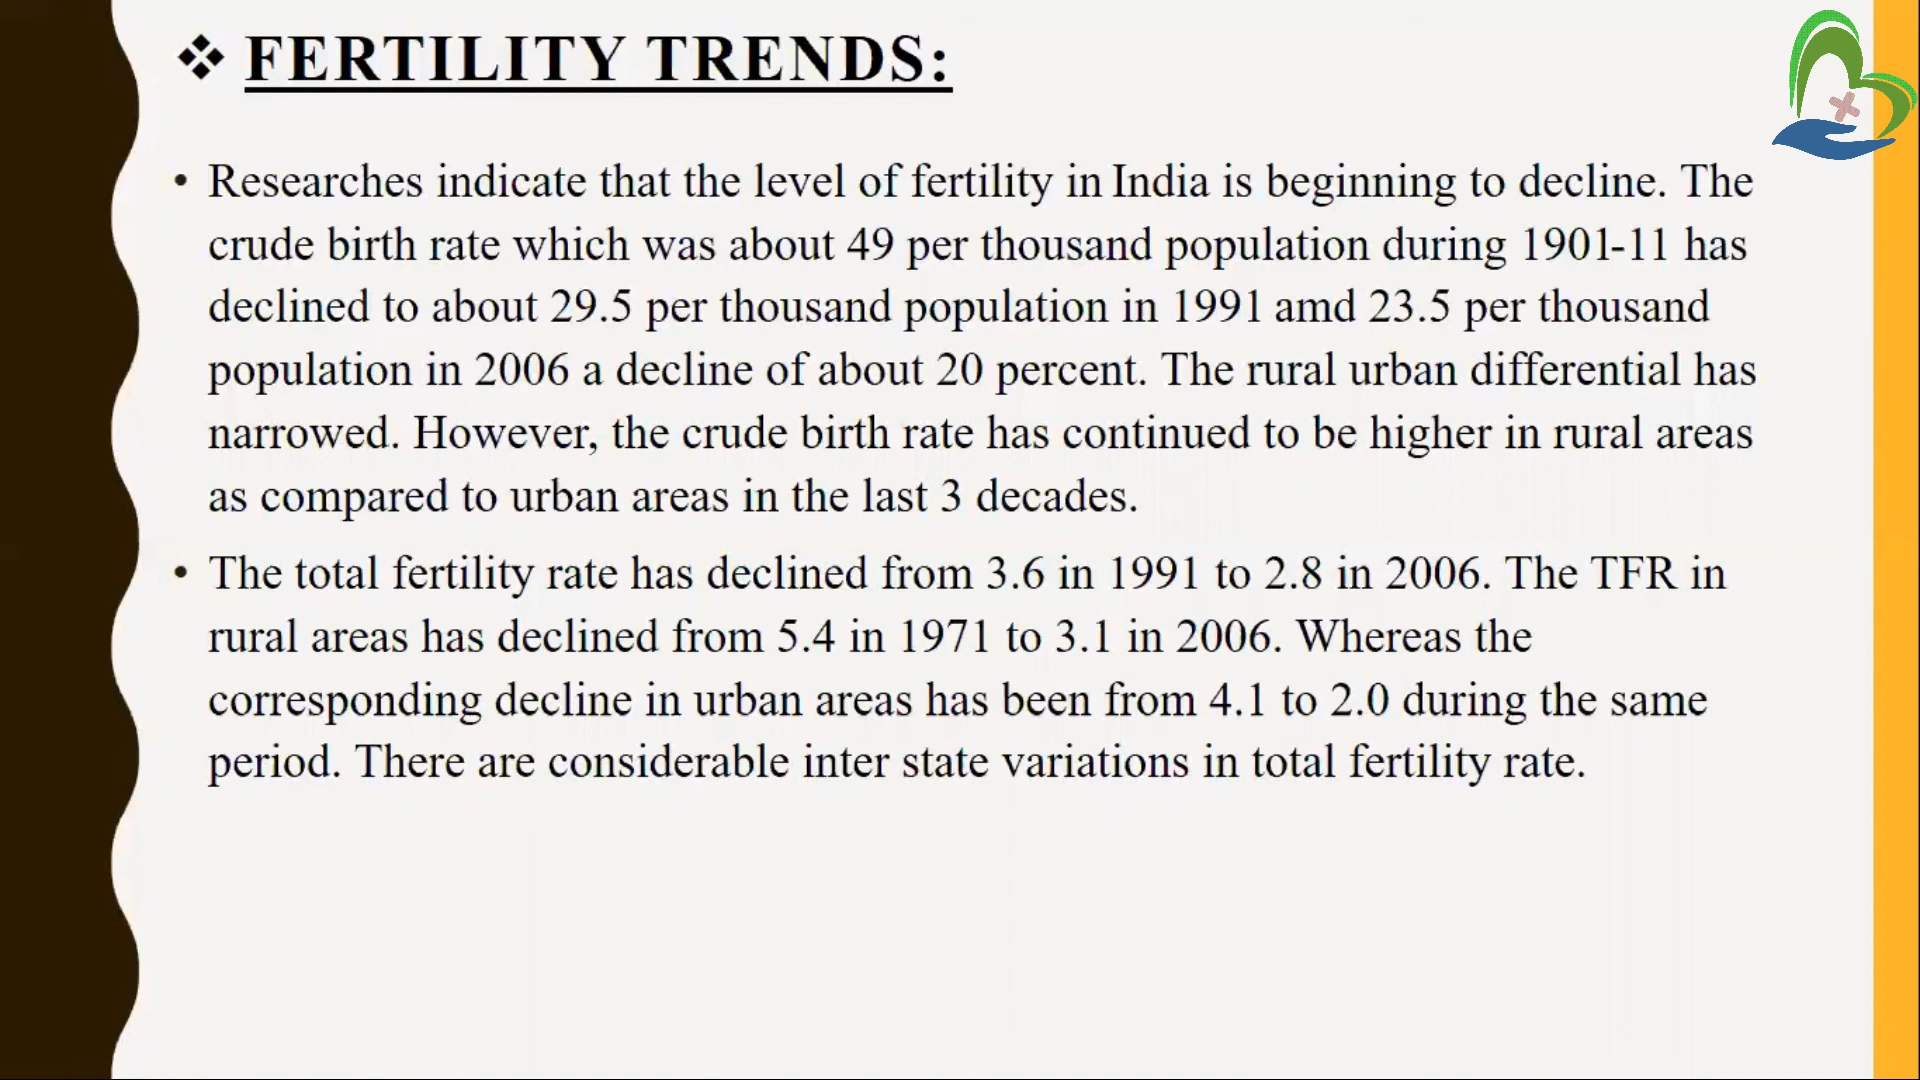 ❖ FERTILITY TRENDS:
• Researches indicate that the level of fertility in India is beginning to decline. The
crude birth rate which was about 49 per thousand population during 1901-11 has
declined to about 29.5 per thousand population in 1991 amd 23.5 per thousand
population in 2006 a decline of about 20 percent. The rural urban differential has
narrowed. However, the crude birth rate has continued to be higher in rural areas
as compared to urban areas in the last 3 decades.
• The total fertility rate has declined from 3.6 in 1991 to 2.8 in 2006. The TFR in
rural areas has declined from 5.4 in 1971 to 3.1 in 2006. Whereas the
corresponding decline in urban areas has been from 4.1 to 2.0 during the same
period. There are considerable inter state variations in total fertility rate.